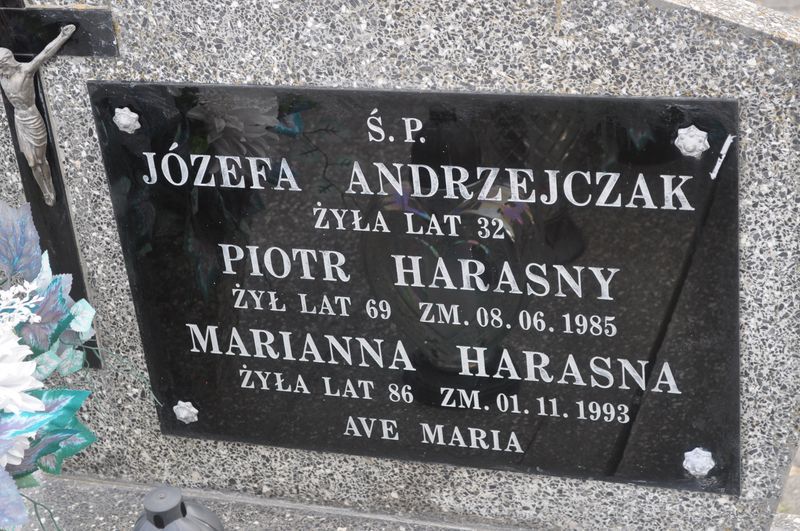 Ś.P.
JÓZEFA ANDRZEJCZAK
ŻYŁA LAT 32
PIOTR HARASNY
ŻYŁ LAT 69 ZM. 08. 06. 1985
MARIANNA HARASNA
ŻYŁA LAT 86 ZM. 01. 11. 1993
AVE MARIA